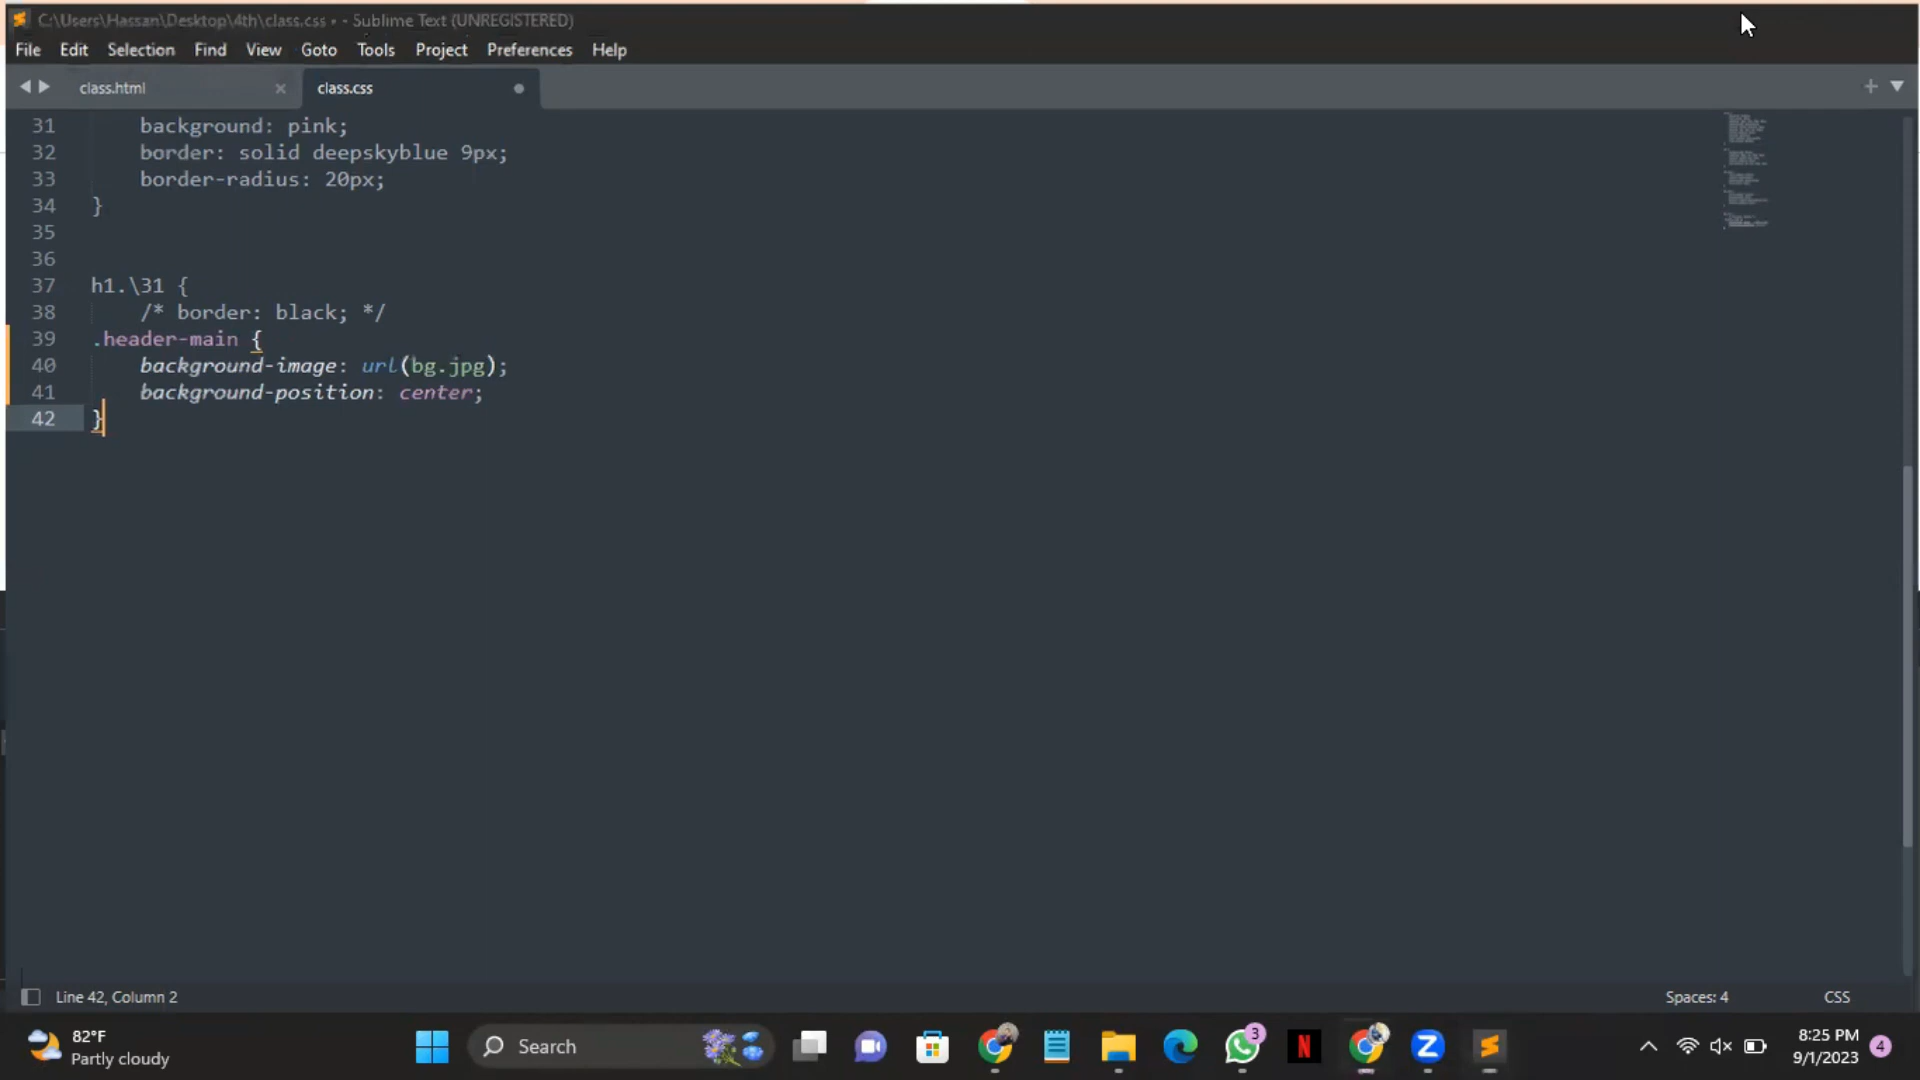 C:\Users\Hassan\Desktop\4th\class.css • - Sublime Text (UNREGISTERED)
File Edit Selection Find View Goto Tools Project Preferences Help
class.html class.css
31 background: pink;
32 border: solid deepskyblue 9px;
33 border-radius: 20px;
34 }
35
36
37 h1.\31 {
38 /* border: black; */
39 .header-main {
40 background-image: url(bg.jpg);
41 background-position: center;
42 }
Line 42, Column 2 Spaces: 4 CSS
82°F
Partly cloudy
Search
3
8:25 PM
9/1/2023
4